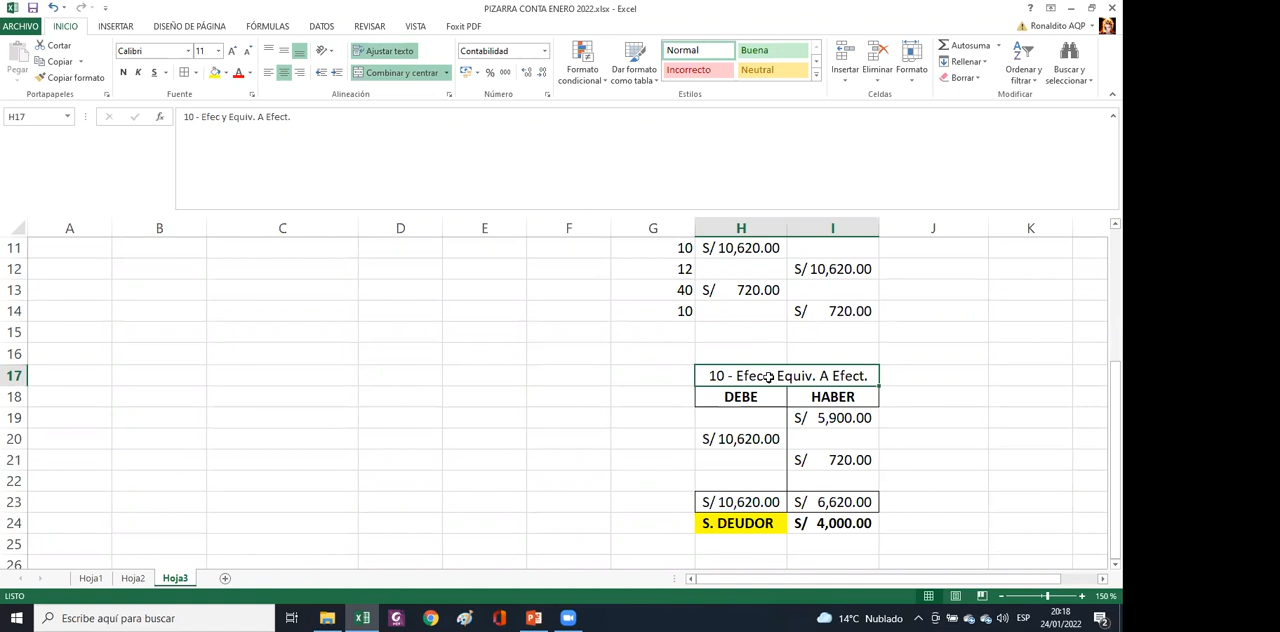 PIZARRA CONTA ENERO 2022.xlsx - Excel
ARCHIVO INICIO INSERTAR DISEÑO DE PÁGINA FÓRMULAS DATOS REVISAR VISTA Foxit PDF Ronaldito AQP
Pegar Cortar Copiar Copiar formato
Calibri 11 N K S
Ajustar texto Combinar y centrar
Contabilidad % 000
Formato condicional Dar formato como tabla Normal Buena Incorrecto Neutral
Insertar Eliminar Formato
Autosuma Rellenar Borrar Ordenar y filtrar Buscar y seleccionar
Portapapeles Fuente Alineación Número Estilos Celdas Modificar
H17 fx 10 - Efec y Equiv. A Efect.
A B C D E F G H I J K
11 10 S/ 10,620.00
12 12 S/ 10,620.00
13 40 S/ 720.00
14 10 S/ 720.00
15
16
17 10 - Efec y Equiv. A Efect.
18 DEBE HABER
19 S/ 5,900.00
20 S/ 10,620.00
21 S/ 720.00
22
23 S/ 10,620.00 S/ 6,620.00
24 S. DEUDOR S/ 4,000.00
25
26
Hoja1 Hoja2 Hoja3
LISTO 150 %
Escribe aquí para buscar 14°C Nublado ESP 20:18
24/01/2022 2